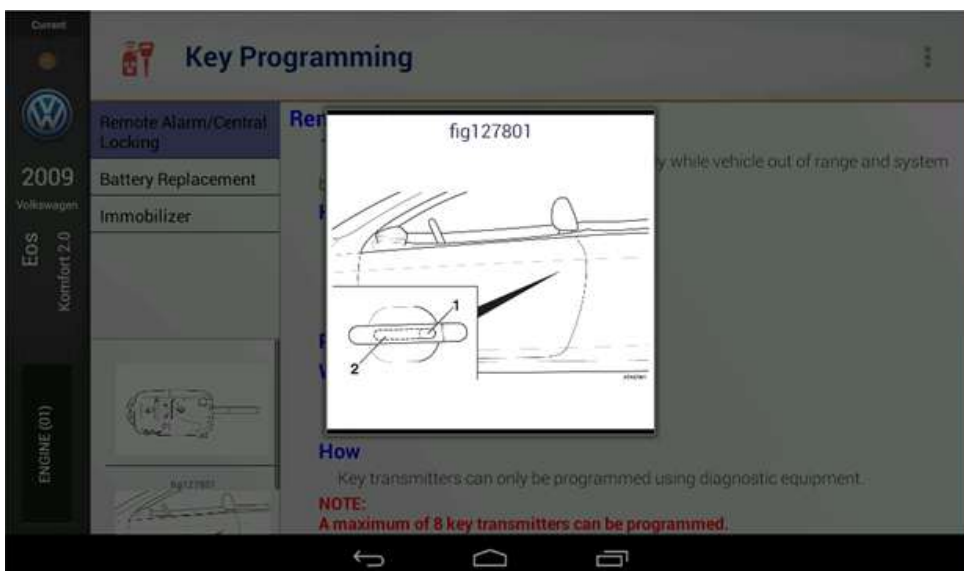 Current
Key Programming
Remote Alarm/Central
Locking
Battery Replacement
Immobilizer
2009
Volkswagen
Eos
Komfort 2.0
ENGINE (01)
fig127801
y while vehicle out of range and system
1
2
fig127801
How
Key transmitters can only be programmed using diagnostic equipment.
NOTE:
A maximum of 8 key transmitters can be programmed.